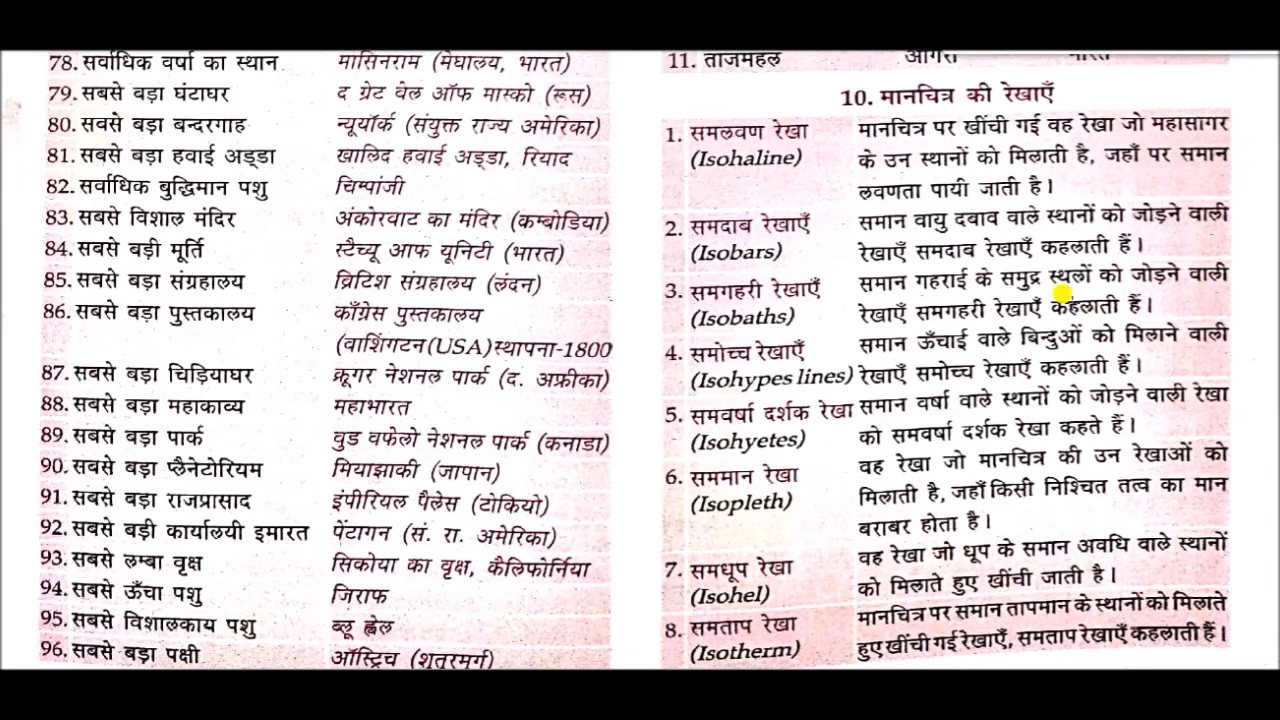 78. सर्वाधिक वर्षा का स्थान मासिनराम (मेघालय, भारत)
79. सबसे बड़ा घंटाघर द ग्रेट वेल ऑफ मास्को (रूस)
80. सबसे बड़ा बन्दरगाह न्यूयॉर्क (संयुक्त राज्य अमेरिका)
81. सबसे बड़ा हवाई अड्डा खालिद हवाई अड्डा, रियाद
82. सर्वाधिक बुद्धिमान पशु चिम्पांजी
83. सबसे विशाल मंदिर अंकोरवाट का मंदिर (कम्बोडिया)
84. सबसे बड़ी मूर्ति स्टैच्यू आफ यूनिटी (भारत)
85. सबसे बड़ा संग्रहालय ब्रिटिश संग्रहालय (लंदन)
86. सबसे बड़ा पुस्तकालय काँग्रेस पुस्तकालय
(वाशिंगटन(USA)स्थापना-1800
87. सबसे बड़ा चिड़ियाघर क्रूगर नेशनल पार्क (द. अफ्रीका)
88. सबसे बड़ा महाकाव्य महाभारत
89. सबसे बड़ा पार्क वुड वफेलो नेशनल पार्क (कनाडा)
90. सबसे बड़ा प्लैनेटोरियम मियाझाकी (जापान)
91. सबसे बड़ा राजप्रासाद इंपीरियल पैलेस (टोकियो)
92. सबसे बड़ी कार्यालयी इमारत पेंटागन (सं. रा. अमेरिका)
93. सबसे लम्बा वृक्ष सिकोया का वृक्ष, कैलिफोर्निया
94. सबसे ऊँचा पशु जिराफ
95. सबसे विशालकाय पशु ब्लू ह्वेल
96. सबसे बड़ा पक्षी ऑस्ट्रिच (शुतुरमुर्ग)
11. ताजमहल आगरा भारत
10. मानचित्र की रेखाएँ
1. समलवण रेखा मानचित्र पर खींची गई वह रेखा जो महासागर
(Isohaline) के उन स्थानों को मिलाती है, जहाँ पर समान
लवणता पायी जाती है।
2. समदाब रेखाएँ समान वायु दबाव वाले स्थानों को जोड़ने वाली
(Isobars) रेखाएँ समदाब रेखाएँ कहलाती हैं।
3. समगहरी रेखाएँ समान गहराई के समुद्र स्थलों को जोड़ने वाली
(Isobaths) रेखाएँ समगहरी रेखाएँ कहलाती हैं।
4. समोच्च रेखाएँ समान ऊँचाई वाले बिन्दुओं को मिलाने वाली
(Isohypes lines) रेखाएँ समोच्च रेखाएँ कहलाती हैं।
5. समवर्षा दर्शक रेखा समान वर्षा वाले स्थानों को जोड़ने वाली रेखा
(Isohyetes) को समवर्षा दर्शक रेखा कहते हैं।
6. सममान रेखा वह रेखा जो मानचित्र की उन रेखाओं को
(Isopleth) मिलाती है, जहाँ किसी निश्चित तत्व का मान
बराबर होता है।
7. समधूप रेखा वह रेखा जो धूप के समान अवधि वाले स्थानों
(Isohel) को मिलाते हुए खींची जाती है।
8. समताप रेखा मानचित्र पर समान तापमान के स्थानों को मिलाते
(Isotherm) हुए खींची गई रेखाएँ, समताप रेखाएँ कहलाती हैं।